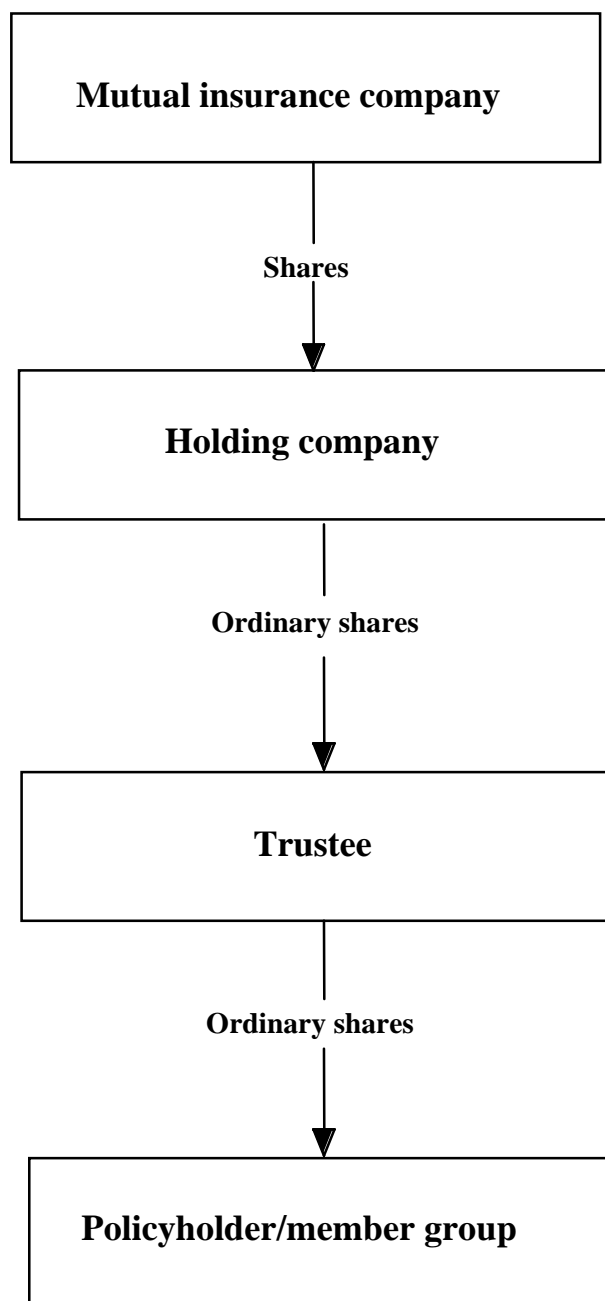 Mutual insurance company
Shares
Holding company
Ordinary shares
Trustee
Ordinary shares
Policyholder/member group